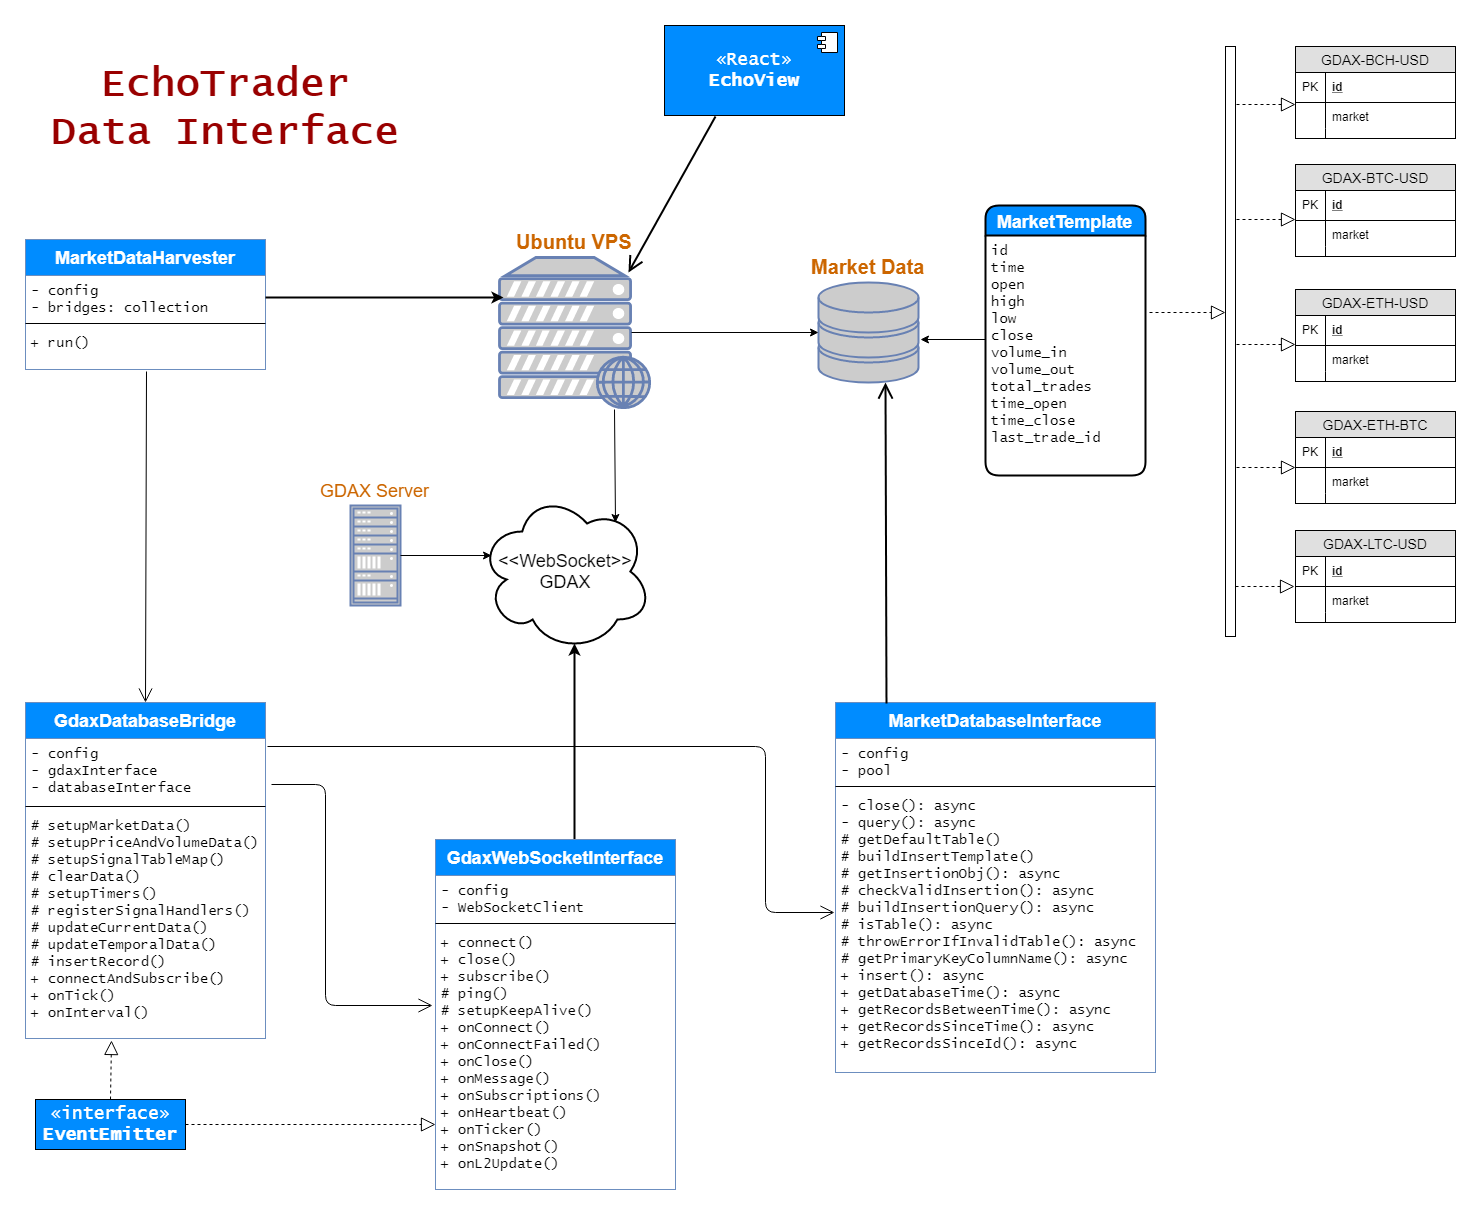 EchoTrader
Data Interface
«React»
EchoView
MarketDataHarvester
- config
- bridges: collection
+ run()
Ubuntu VPS
Market Data
MarketTemplate
id
time
open
high
low
close
volume_in
volume_out
total_trades
time_open
time_close
last_trade_id
GDAX-BCH-USD
PK id
market
GDAX-BTC-USD
PK id
market
GDAX-ETH-USD
PK id
market
GDAX-ETH-BTC
PK id
market
GDAX-LTC-USD
PK id
market
GDAX Server
<<WebSocket>>
GDAX
GdaxDatabaseBridge
- config
- gdaxInterface
- databaseInterface
# setupMarketData()
# setupPriceAndVolumeData()
# setupSignalTableMap()
# clearData()
# setupTimers()
# registerSignalHandlers()
# updateCurrentData()
# updateTemporalData()
# insertRecord()
+ connectAndSubscribe()
+ onTick()
+ onInterval()
«interface»
EventEmitter
GdaxWebSocketInterface
- config
- WebSocketClient
+ connect()
+ close()
+ subscribe()
# ping()
# setupKeepAlive()
+ onConnect()
+ onConnectFailed()
+ onClose()
+ onMessage()
+ onSubscriptions()
+ onHeartbeat()
+ onTicker()
+ onSnapshot()
+ onL2Update()
MarketDatabaseInterface
- config
- pool
- close(): async
- query(): async
# getDefaultTable()
# buildInsertTemplate()
# getInsertionObj(): async
# checkValidInsertion(): async
# buildInsertionQuery(): async
# isTable(): async
# throwErrorIfInvalidTable(): async
# getPrimaryKeyColumnName(): async
+ insert(): async
+ getDatabaseTime(): async
+ getRecordsBetweenTime(): async
+ getRecordsSinceTime(): async
+ getRecordsSinceId(): async